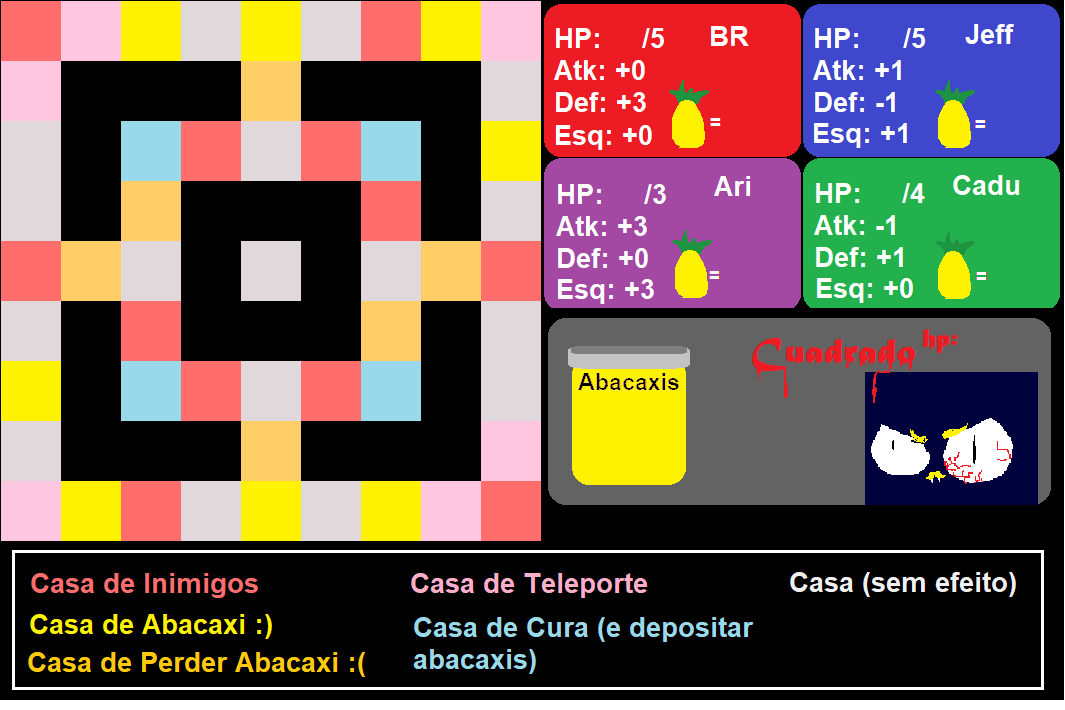 HP: /5 BR
Atk: +0
Def: +3
Esq: +0 =
HP: /5 Jeff
Atk: +1
Def: -1
Esq: +1 =
HP: /3 Ari
Atk: +3
Def: +0
Esq: +3 =
HP: /4 Cadu
Atk: -1
Def: +1
Esq: +0 =
Abacaxis
Cuadrado hp:
Casa de Inimigos
Casa de Abacaxi :)
Casa de Perder Abacaxi :(
Casa de Teleporte
Casa de Cura (e depositar
abacaxis)
Casa (sem efeito)